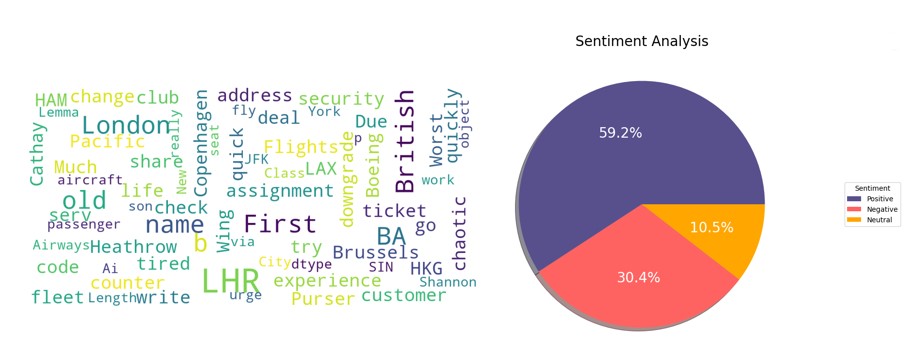 Sentiment Analysis
HAM change club
Lemma
London
really
Pacific
Cathay
share
Much
aircraft
New
life
old
son check
serv
passenger
name
Airways Heathrow
code
Ai
tired
counter
fleet Length write
Copenhagen
seat
address
fly
deal
York
security
Due
quick
JFK
Flights
p
Class
LAX
assignment
downgrade
Boeing
British
Worst
quickly
object
work
Wing
First
ticket
BA
go
chaotic
b
via
try
Brussels
City
dtype
SIN
HKG
LHR
experience
Shannon
urge
Purser
customer
59.2%
10.5%
30.4%
Sentiment
Positive
Negative
Neutral